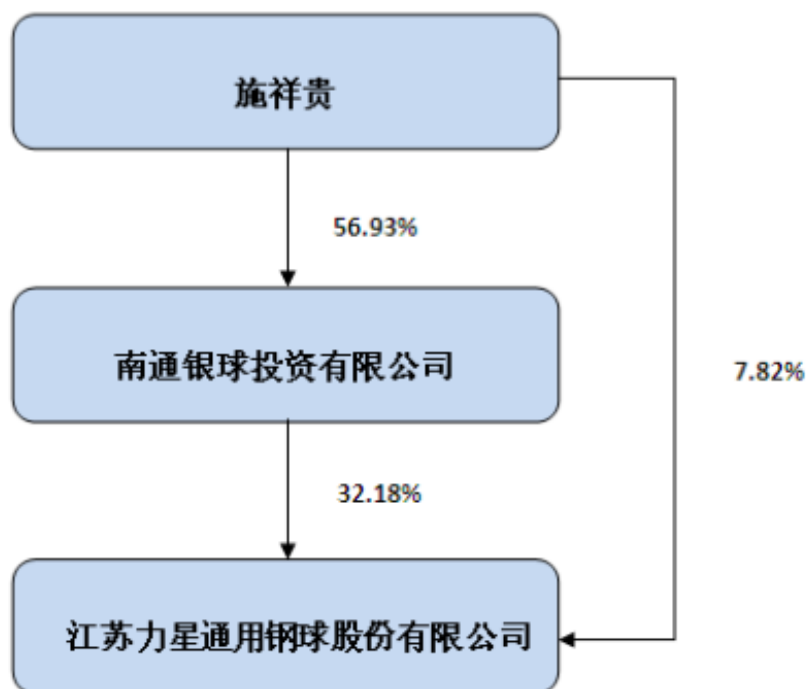 施祥贵
56.93%
南通银球投资有限公司
7.82%
32.18%
江苏力星通用钢球股份有限公司